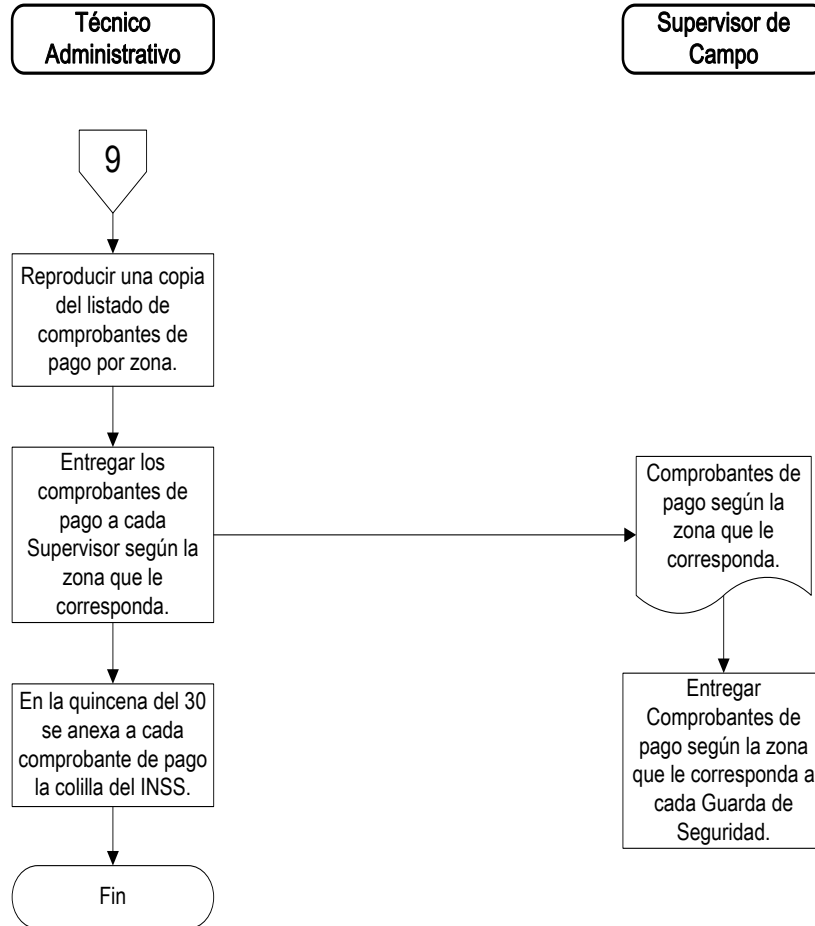 Técnico
Administrativo
Supervisor de
Campo
9
Reproducir una copia
del listado de
comprobantes de
pago por zona.
Entregar los
comprobantes de
pago a cada
Supervisor según la
zona que le
corresponda.
Comprobantes de
pago según la
zona que le
corresponda.
En la quincena del 30
se anexa a cada
comprobante de pago
la colilla del INSS.
Entregar
Comprobantes de
pago según la zona
que le corresponda a
cada Guarda de
Seguridad.
Fin